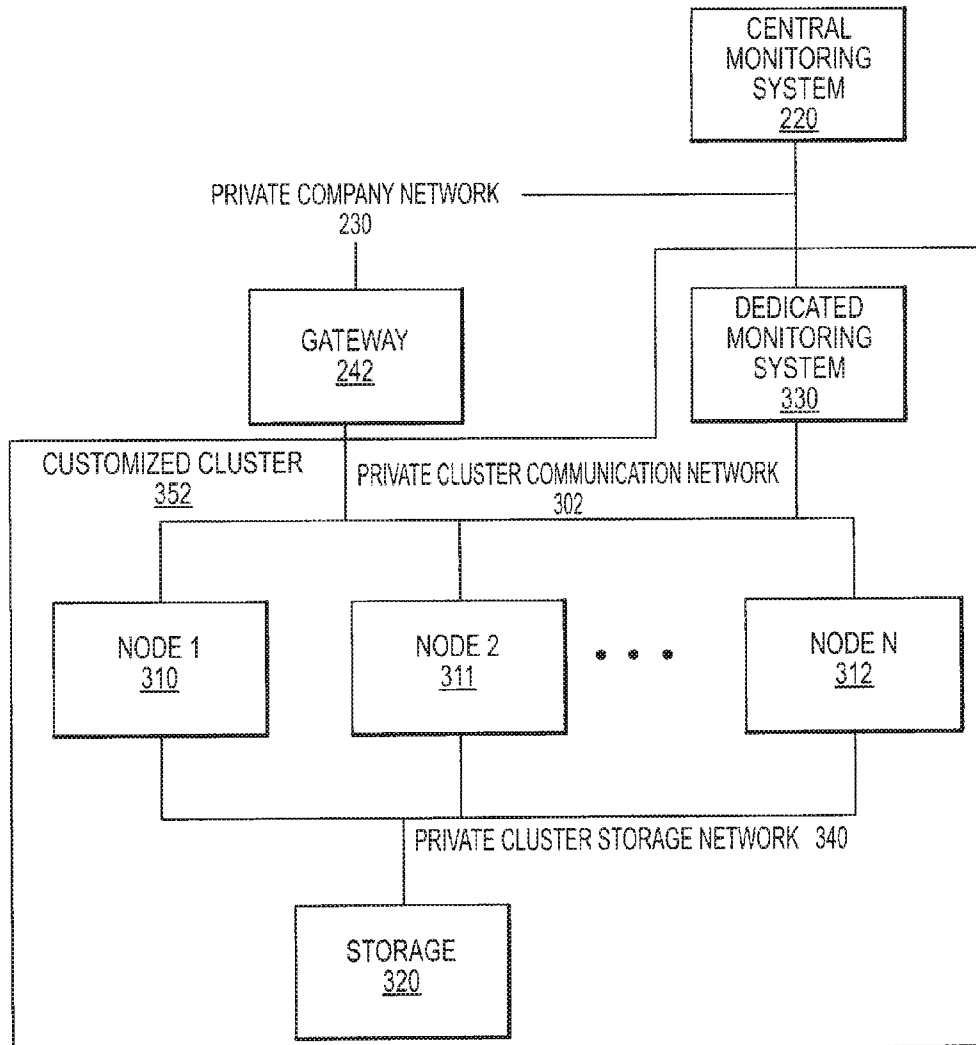 CENTRAL
MONITORING
SYSTEM
220
PRIVATE COMPANY NETWORK
230
GATEWAY
242
DEDICATED
MONITORING
SYSTEM
330
CUSTOMIZED CLUSTER
352
PRIVATE CLUSTER COMMUNICATION NETWORK
302
NODE 1
310
NODE 2
311
NODE N
312
PRIVATE CLUSTER STORAGE NETWORK 340
STORAGE
320